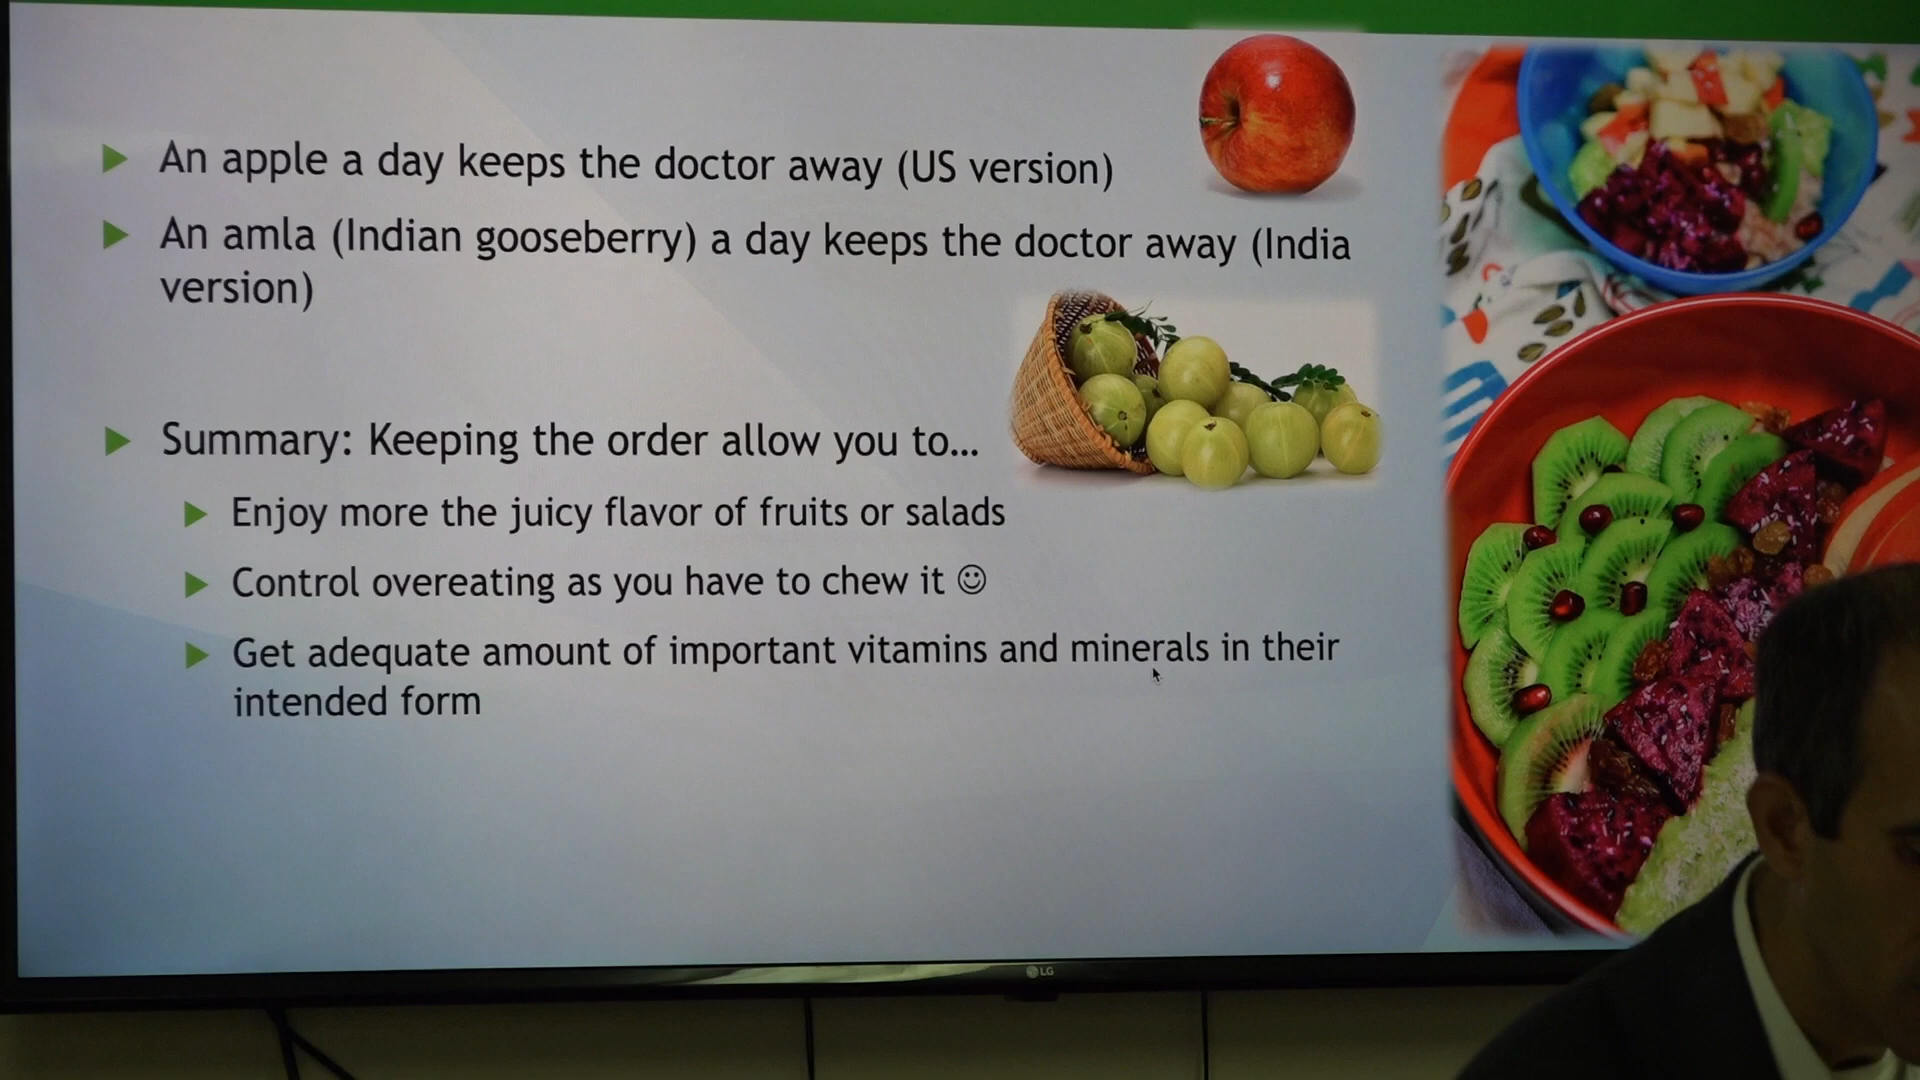 An apple a day keeps the doctor away (US version)
An amla (Indian gooseberry) a day keeps the doctor away (India
version)
Summary: Keeping the order allow you to...
Enjoy more the juicy flavor of fruits or salads
Control overeating as you have to chew it ☺
Get adequate amount of important vitamins and minerals in their
intended form
LG